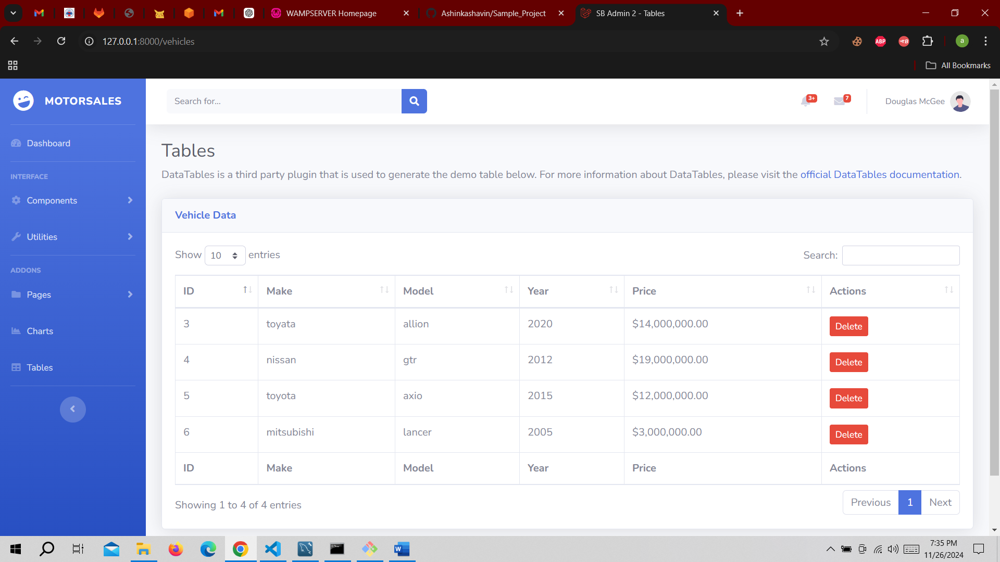 WAMPSERVER Homepage
Ashinkashavin/Sample_Project
SB Admin 2 - Tables
127.0.0.1:8000/vehicles
ABP
B
a
All Bookmarks
MOTORSALES
Search for...
3+
7
Douglas McGee
Dashboard
INTERFACE
Components
Utilities
ADDONS
Pages
Charts
Tables
Tables
DataTables is a third party plugin that is used to generate the demo table below. For more information about DataTables, please visit the official DataTables documentation.
Vehicle Data
Show 10 entries
Search:
ID Make Model Year Price Actions
3 toyata allion 2020 $14,000,000.00 Delete
4 nissan gtr 2012 $19,000,000.00 Delete
5 toyota axio 2015 $12,000,000.00 Delete
6 mitsubishi lancer 2005 $3,000,000.00 Delete
ID Make Model Year Price Actions
Showing 1 to 4 of 4 entries
Previous 1 Next
7:35 PM
11/26/2024